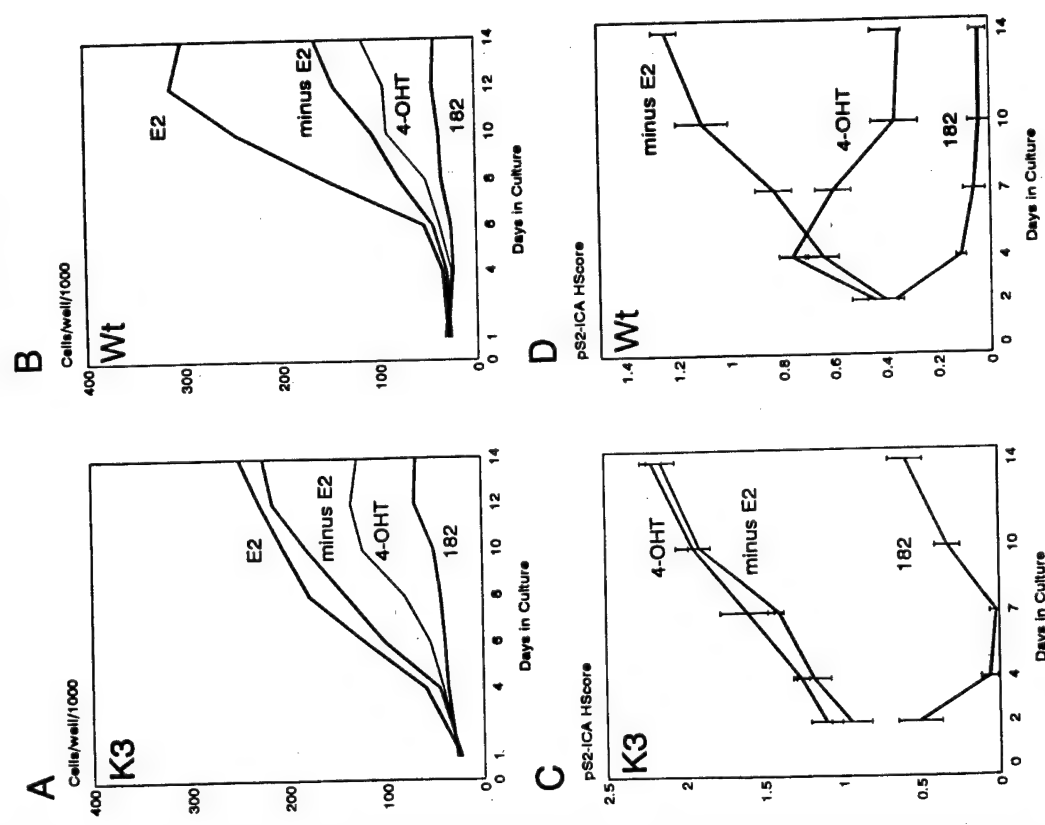 A
Cells/well/1000
K3
400
300
200
100
0
E2
minus E2
4-OHT
182
0 1 4 6 8 10 12 14
Days in Culture
B
Cells/well/1000
Wt
400
300
200
100
0
E2
minus E2
4-OHT
182
0 1 4 6 8 10 12 14
Days in Culture
C
pS2-ICA HScore
K3
2.5
2
1.5
1
0.5
0
4-OHT
minus E2
182
0 2 4 7 10 14
Days in Culture
D
pS2-ICA HScore
Wt
1.4
1.2
1
0.8
0.6
0.4
0.2
0
minus E2
4-OHT
182
0 2 4 7 10 14
Days in Culture